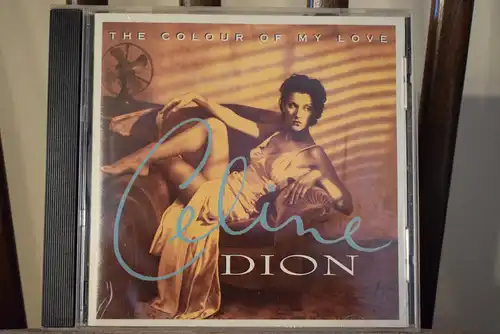 THE COLOUR OF MY LOVE
Celine
DION